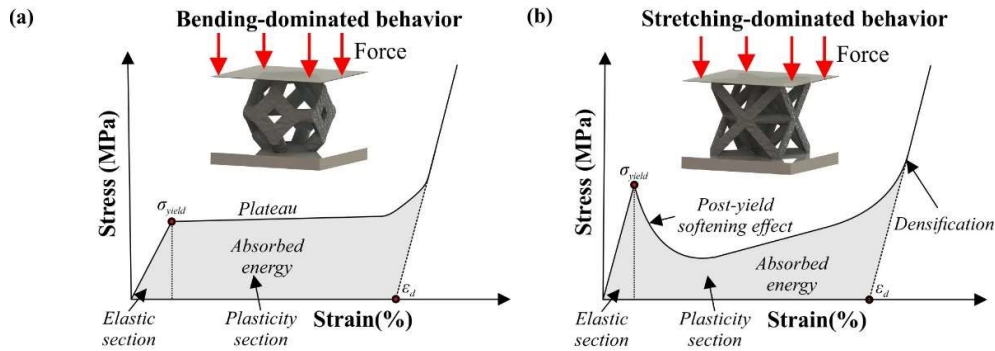 (a)
Bending-dominated behavior
Force
Stress (MPa)
σyield
Plateau
Absorbed
energy
εd
Elastic
section
Plasticity
section
Strain(%)
(b)
Stretching-dominated behavior
Force
Stress (MPa)
σyield
Post-yield
softening effect
Densification
Absorbed
energy
εd
Elastic
section
Plasticity
section
Strain(%)